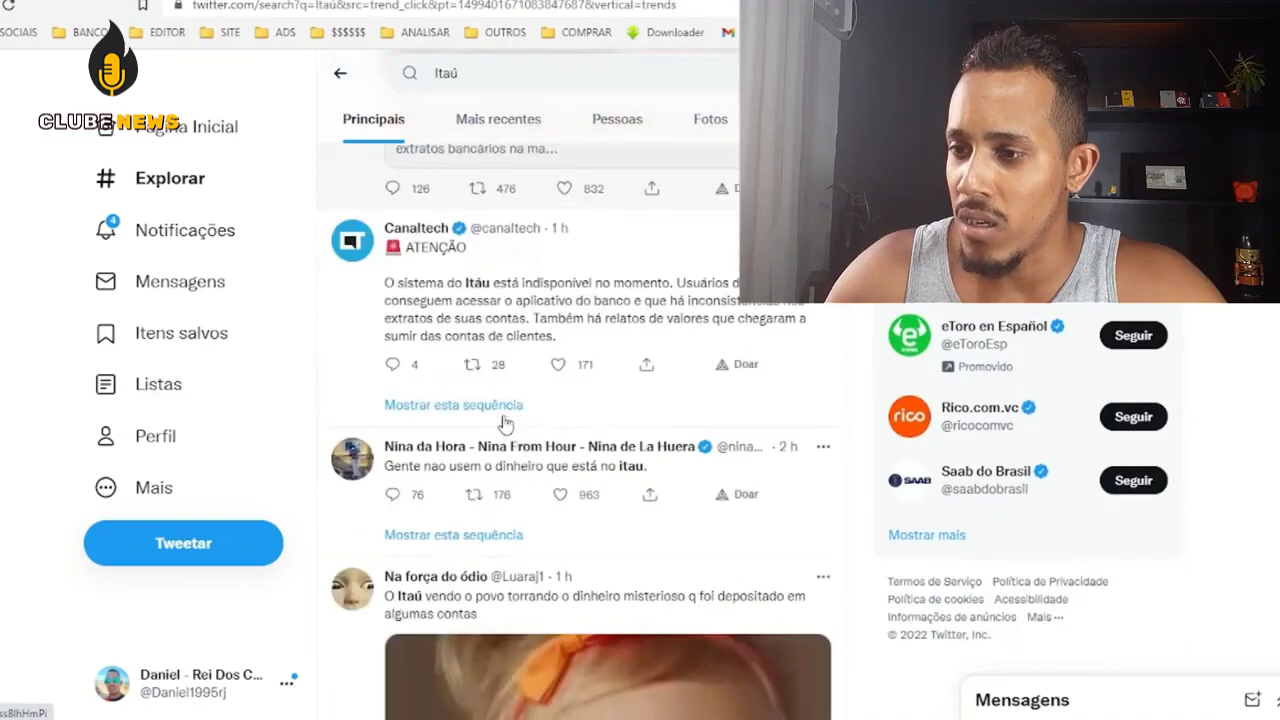 twitter.com/search?q=Itaú&src=trend_click&pt=1499401671083847687&vertical=trends
SOCIAIS BANCO EDITOR SITE ADS $$$$$$ ANALISAR OUTROS COMPRAR Downloader
CLUBE NEWS
Itaú
Principais Mais recentes Pessoas Fotos
Página Inicial
Explorar
4
Notificações
Mensagens
Itens salvos
Listas
Perfil
Mais
Tweetar
Daniel - Rei Dos C...
@Daniel1995rj
extratos bancários na ma...
126 476 832
Canaltech @canaltech · 1 h
ATENÇÃO
O sistema do Itáu está indisponível no momento. Usuários
conseguem acessar o aplicativo do banco e que há
extratos de suas contas. Também há relatos de valores que chegaram a
sumir das contas de clientes.
4 28 171 Doar
Mostrar esta sequência
Nina da Hora - Nina From Hour - Nina de La Huera @nina... · 2 h
Gente nao usem o dinheiro que está no itau.
76 176 963 Doar
Mostrar esta sequência
Na força do ódio @Luaraj1 · 1 h
O Itaú vendo o povo torrando o dinheiro misterioso q foi depositado em
algumas contas
eToro en Español
@eToroEsp
Promovido
Seguir
Rico.com.vc
@ricocomvc
Seguir
Saab do Brasil
@saabdobrasil
Seguir
SAAB
rico
Mostrar mais
Termos de Serviço Política de Privacidade
Política de cookies Acessibilidade
Informações de anúncios Mais ···
© 2022 Twitter, Inc.
Mensagens
ss8lhHmPi